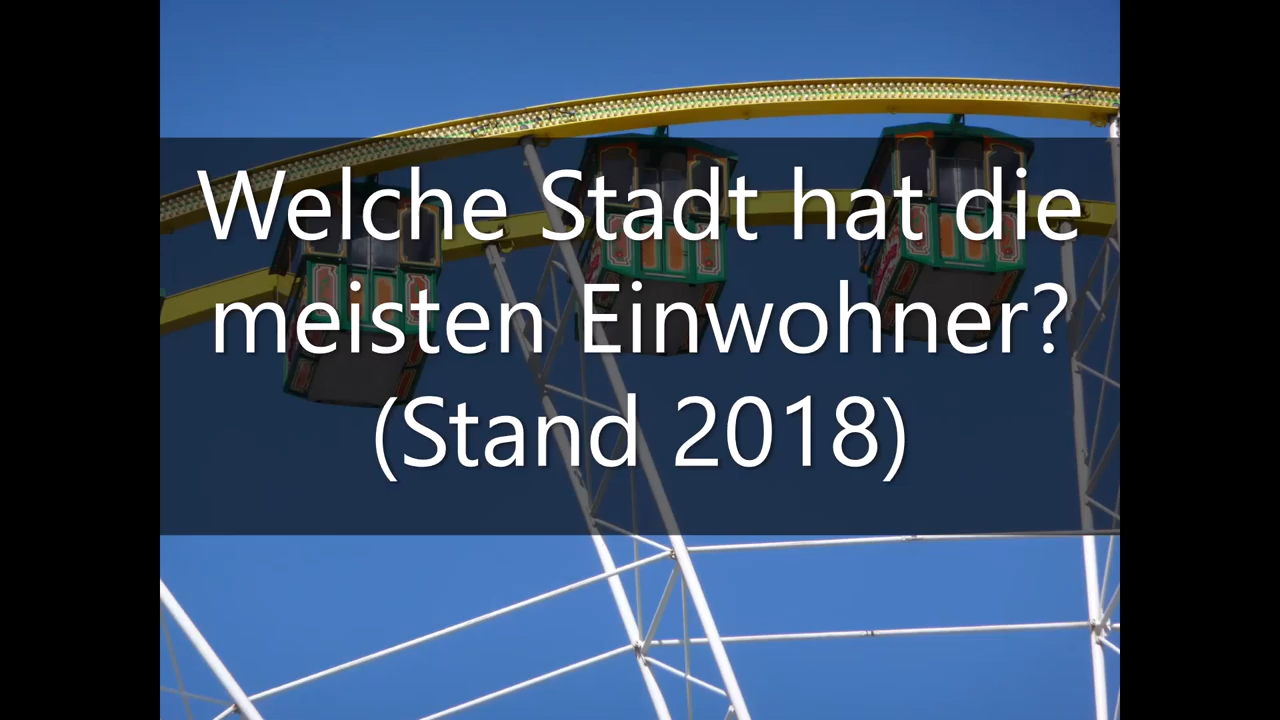 Welche Stadt hat die
meisten Einwohner?
(Stand 2018)